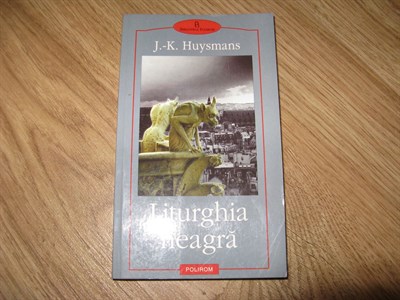 J.-K. Huysmans
Liturghia
neagră
POLIROM